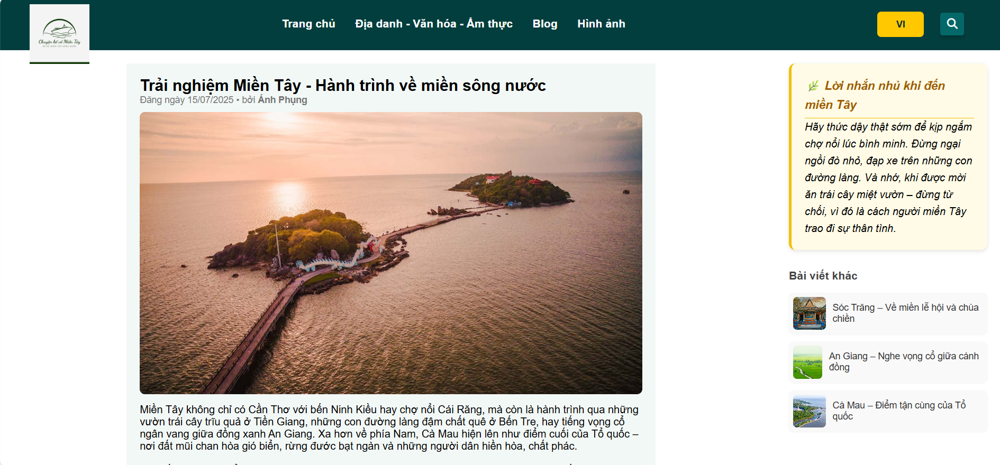 Chuyện kể về Miền Tây
Trang chủ
Địa danh - Văn hóa - Ẩm thực
Blog
Hình ảnh
VI
Trải nghiệm Miền Tây - Hành trình về miền sông nước
Đăng ngày 15/07/2025 • bởi Ánh Phụng
Miền Tây không chỉ có Cần Thơ với bến Ninh Kiều hay chợ nổi Cái Răng, mà còn là hành trình qua những
vườn trái cây trĩu quả ở Tiền Giang, những con đường làng đậm chất quê ở Bến Tre, hay tiếng vọng cổ
ngân vang giữa đồng xanh An Giang. Xa hơn về phía Nam, Cà Mau hiện lên như điểm cuối của Tổ quốc –
nơi đất mũi chan hòa gió biển, rừng đước bạt ngàn và những người dân hiền hòa, chất phác.
Lời nhắn nhủ khi đến
miền Tây
Hãy thức dậy thật sớm để kịp ngắm
chợ nổi lúc bình minh. Đừng ngại
ngồi đò nhỏ, đạp xe trên những con
đường làng. Và nhớ, khi được mời
ăn trái cây miệt vườn – đừng từ
chối, vì đó là cách người miền Tây
trao đi sự thân tình.
Bài viết khác
Sóc Trăng – Về miền lễ hội và chùa
chiền
An Giang – Nghe vọng cổ giữa cánh
đồng
Cà Mau – Điểm tận cùng của Tổ
quốc